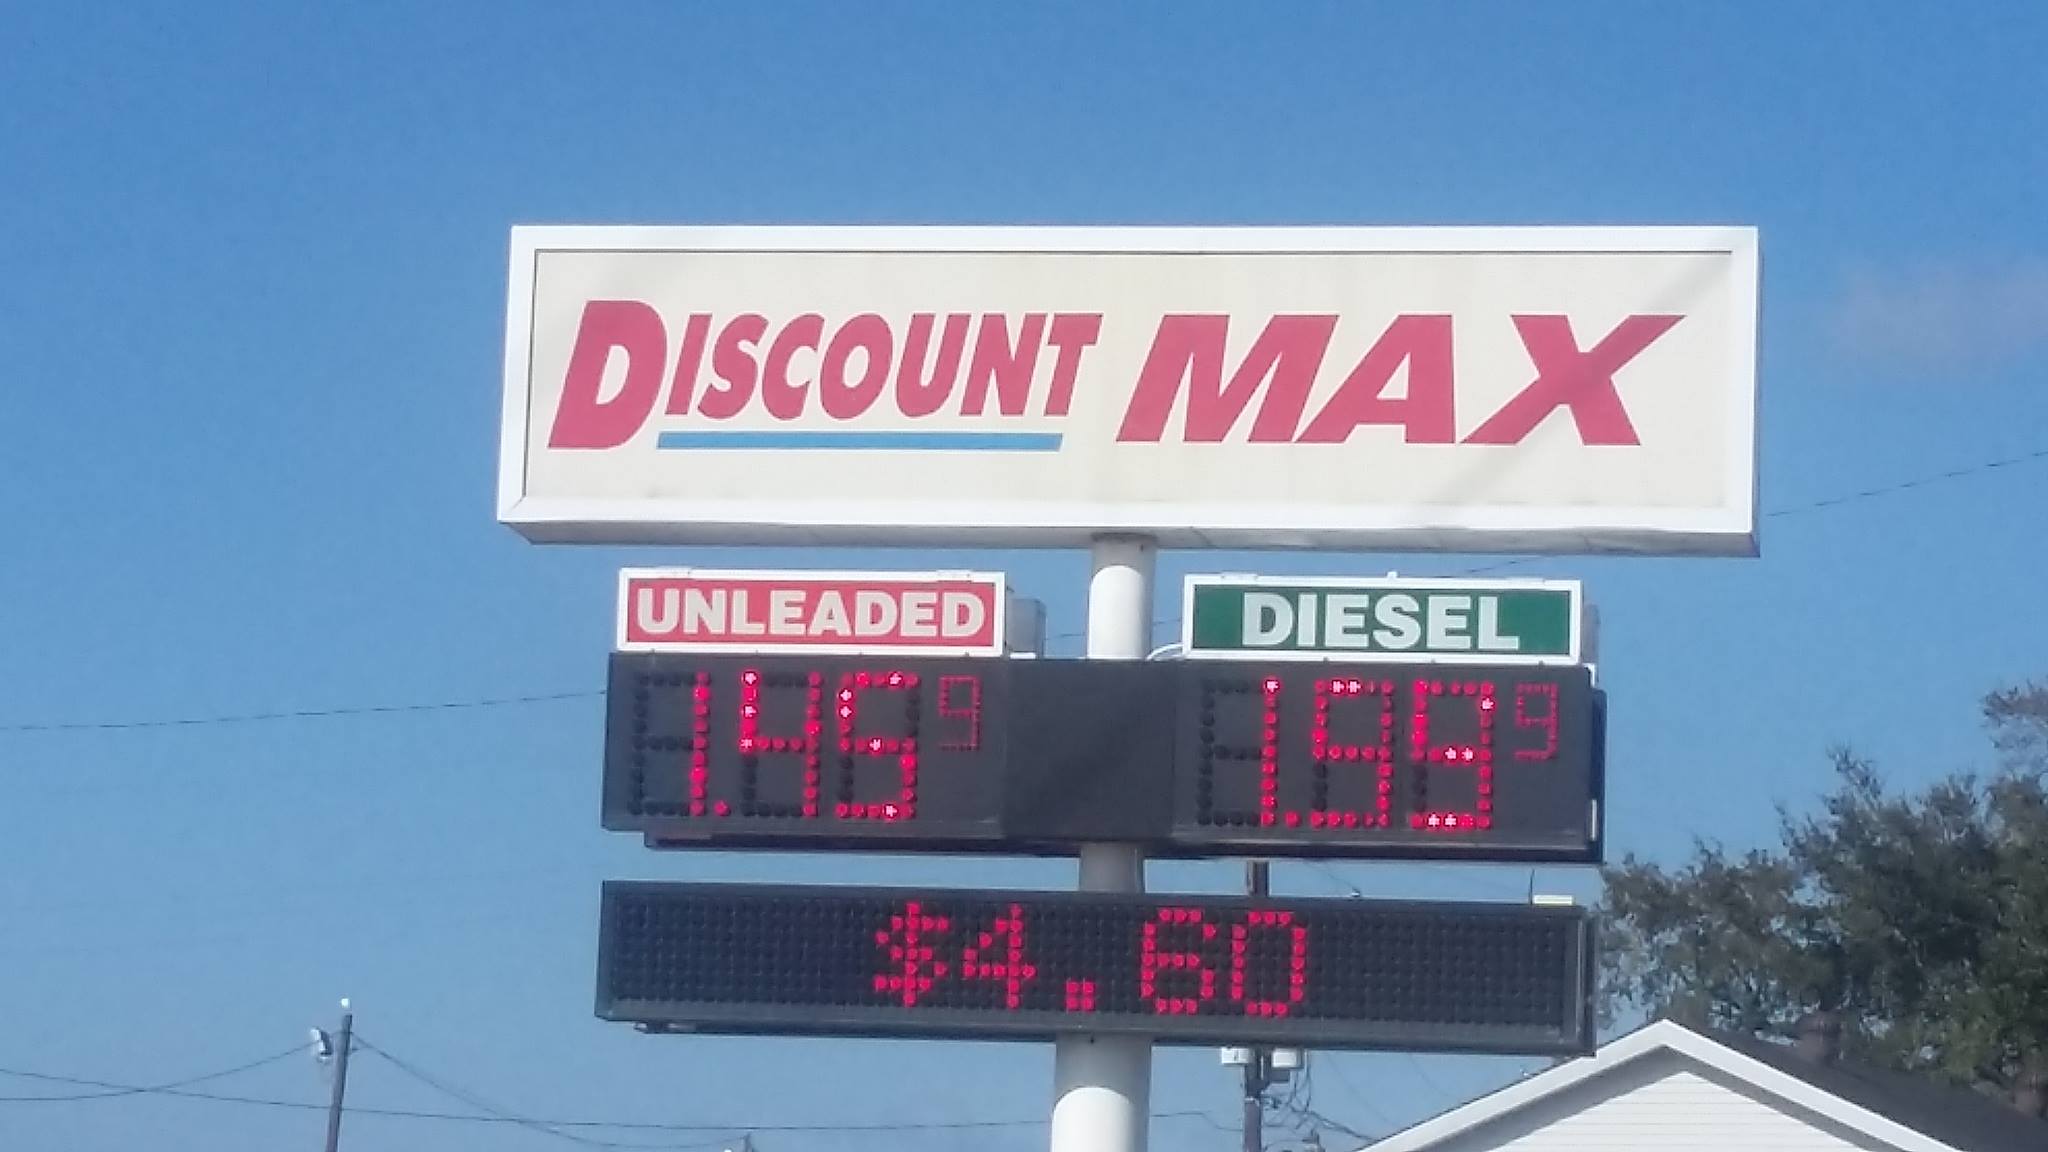 DISCOUNT MAX
UNLEADED DIESEL
1.45 9 1.99 9
$4.60